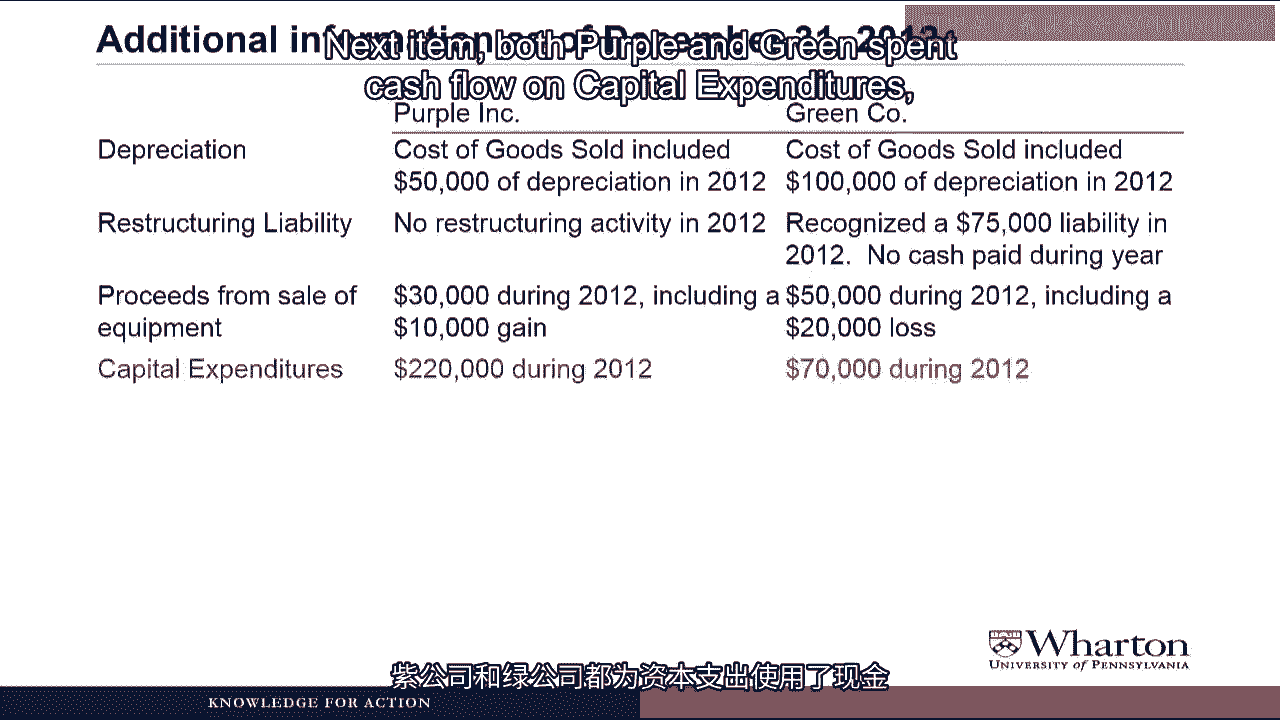 Additional information as of December 31, 2012
Next item, both Purple and Green spent
cash flow on Capital Expenditures,
Purple Inc. Green Co.
Depreciation Cost of Goods Sold included Cost of Goods Sold included
$50,000 of depreciation in 2012 $100,000 of depreciation in 2012
Restructuring Liability No restructuring activity in 2012 Recognized a $75,000 liability in
2012. No cash paid during year
Proceeds from sale of $30,000 during 2012, including a $50,000 during 2012, including a
equipment $10,000 gain $20,000 loss
Capital Expenditures $220,000 during 2012 $70,000 during 2012
Wharton
UNIVERSITY of PENNSYLVANIA
紫公司和绿公司都为资本支出使用了现金
KNOWLEDGE FOR ACTION